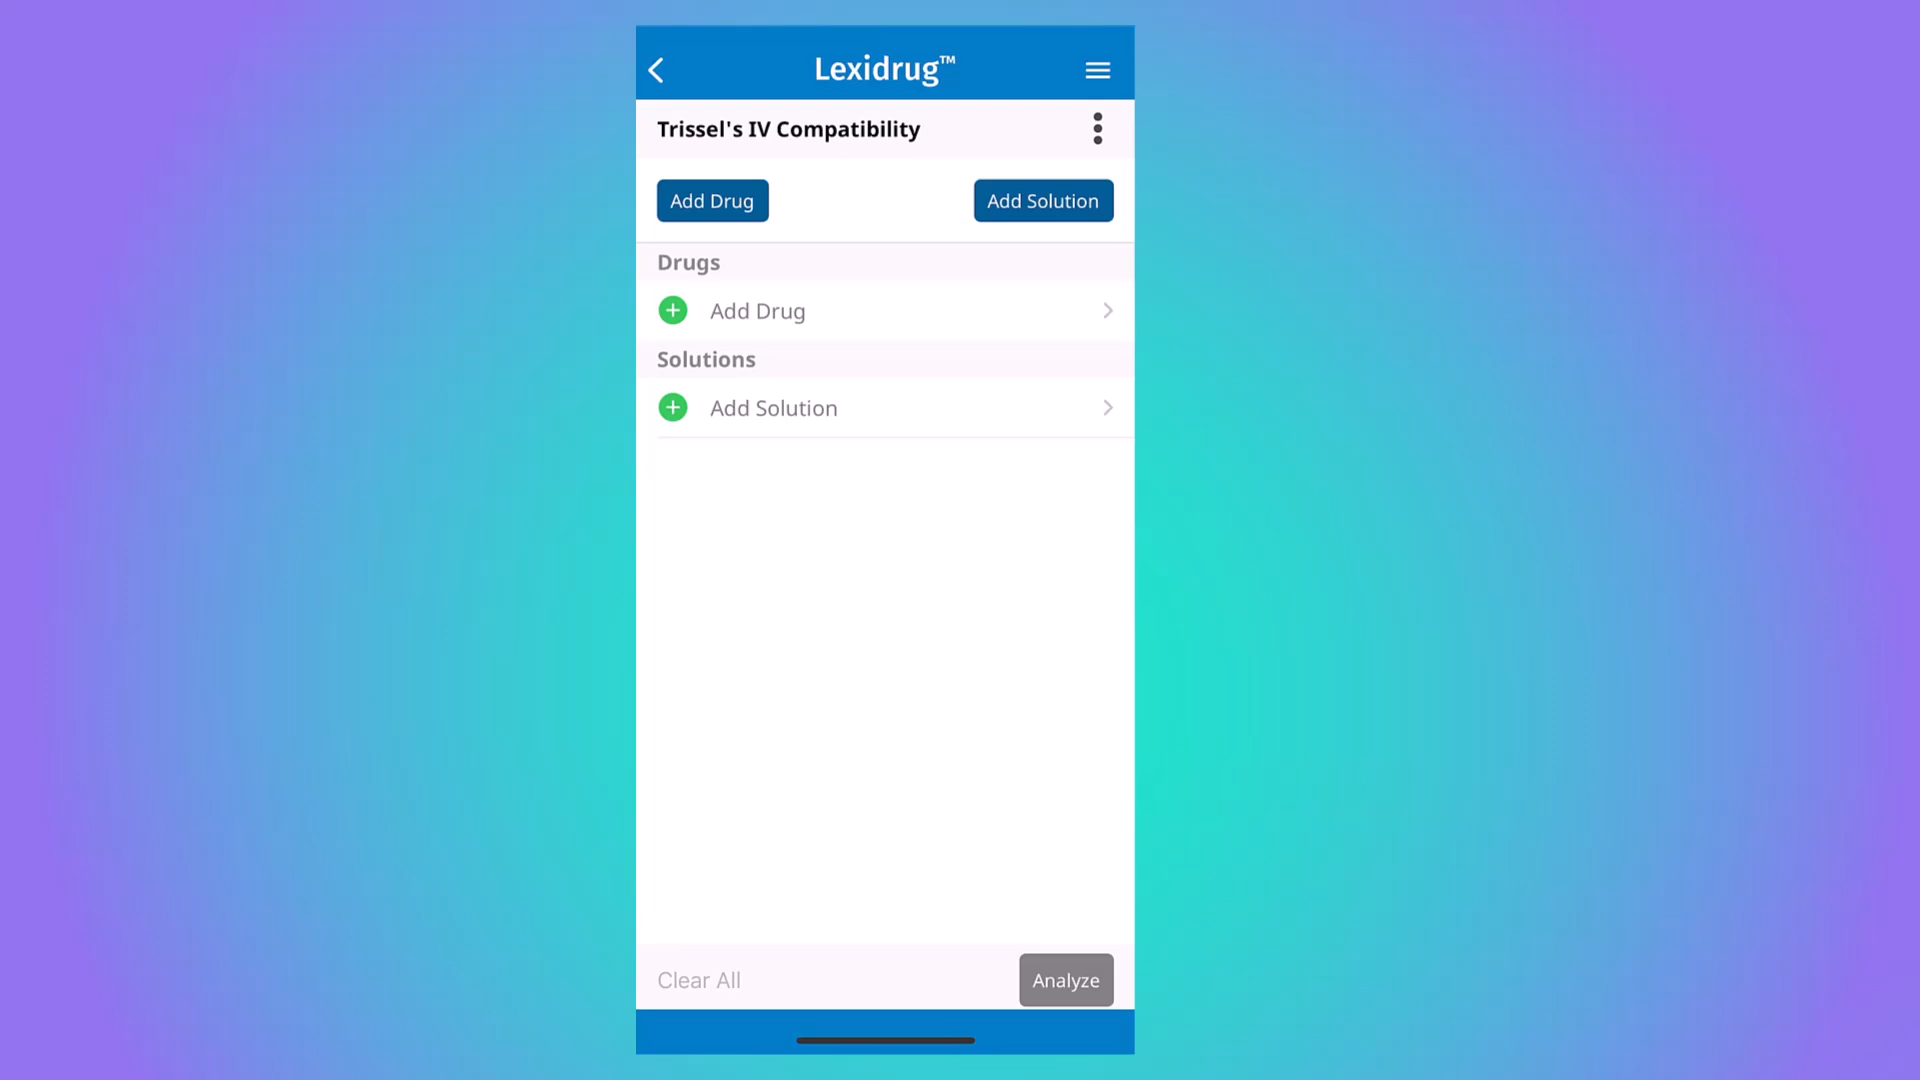 Lexidrug™
Trissel's IV Compatibility
Add Drug
Add Solution
Drugs
Add Drug
Solutions
Add Solution
Clear All
Analyze